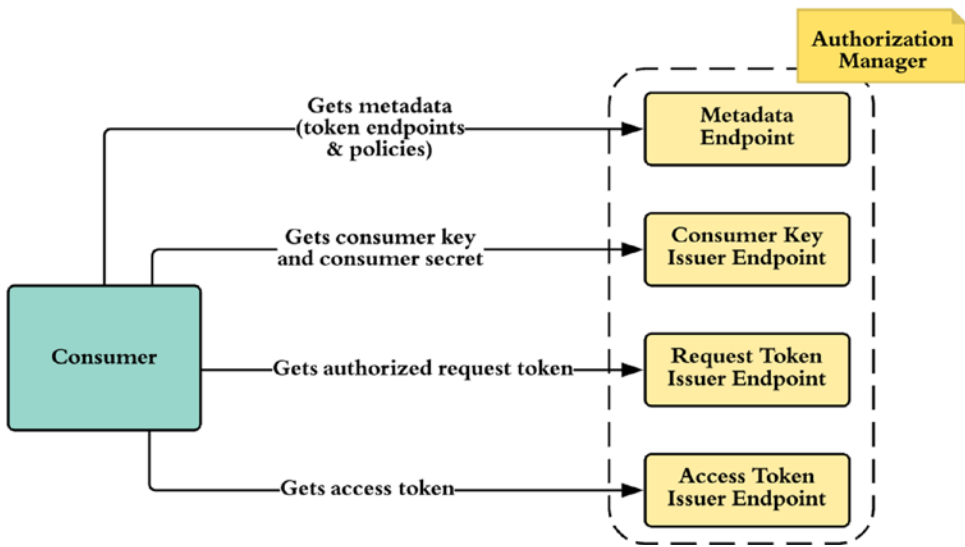 Authorization
Manager
Gets metadata
(token endpoints
& policies)
Metadata
Endpoint
Gets consumer key
and consumer secret
Consumer Key
Issuer Endpoint
Consumer
Gets authorized request token
Request Token
Issuer Endpoint
Gets access token
Access Token
Issuer Endpoint